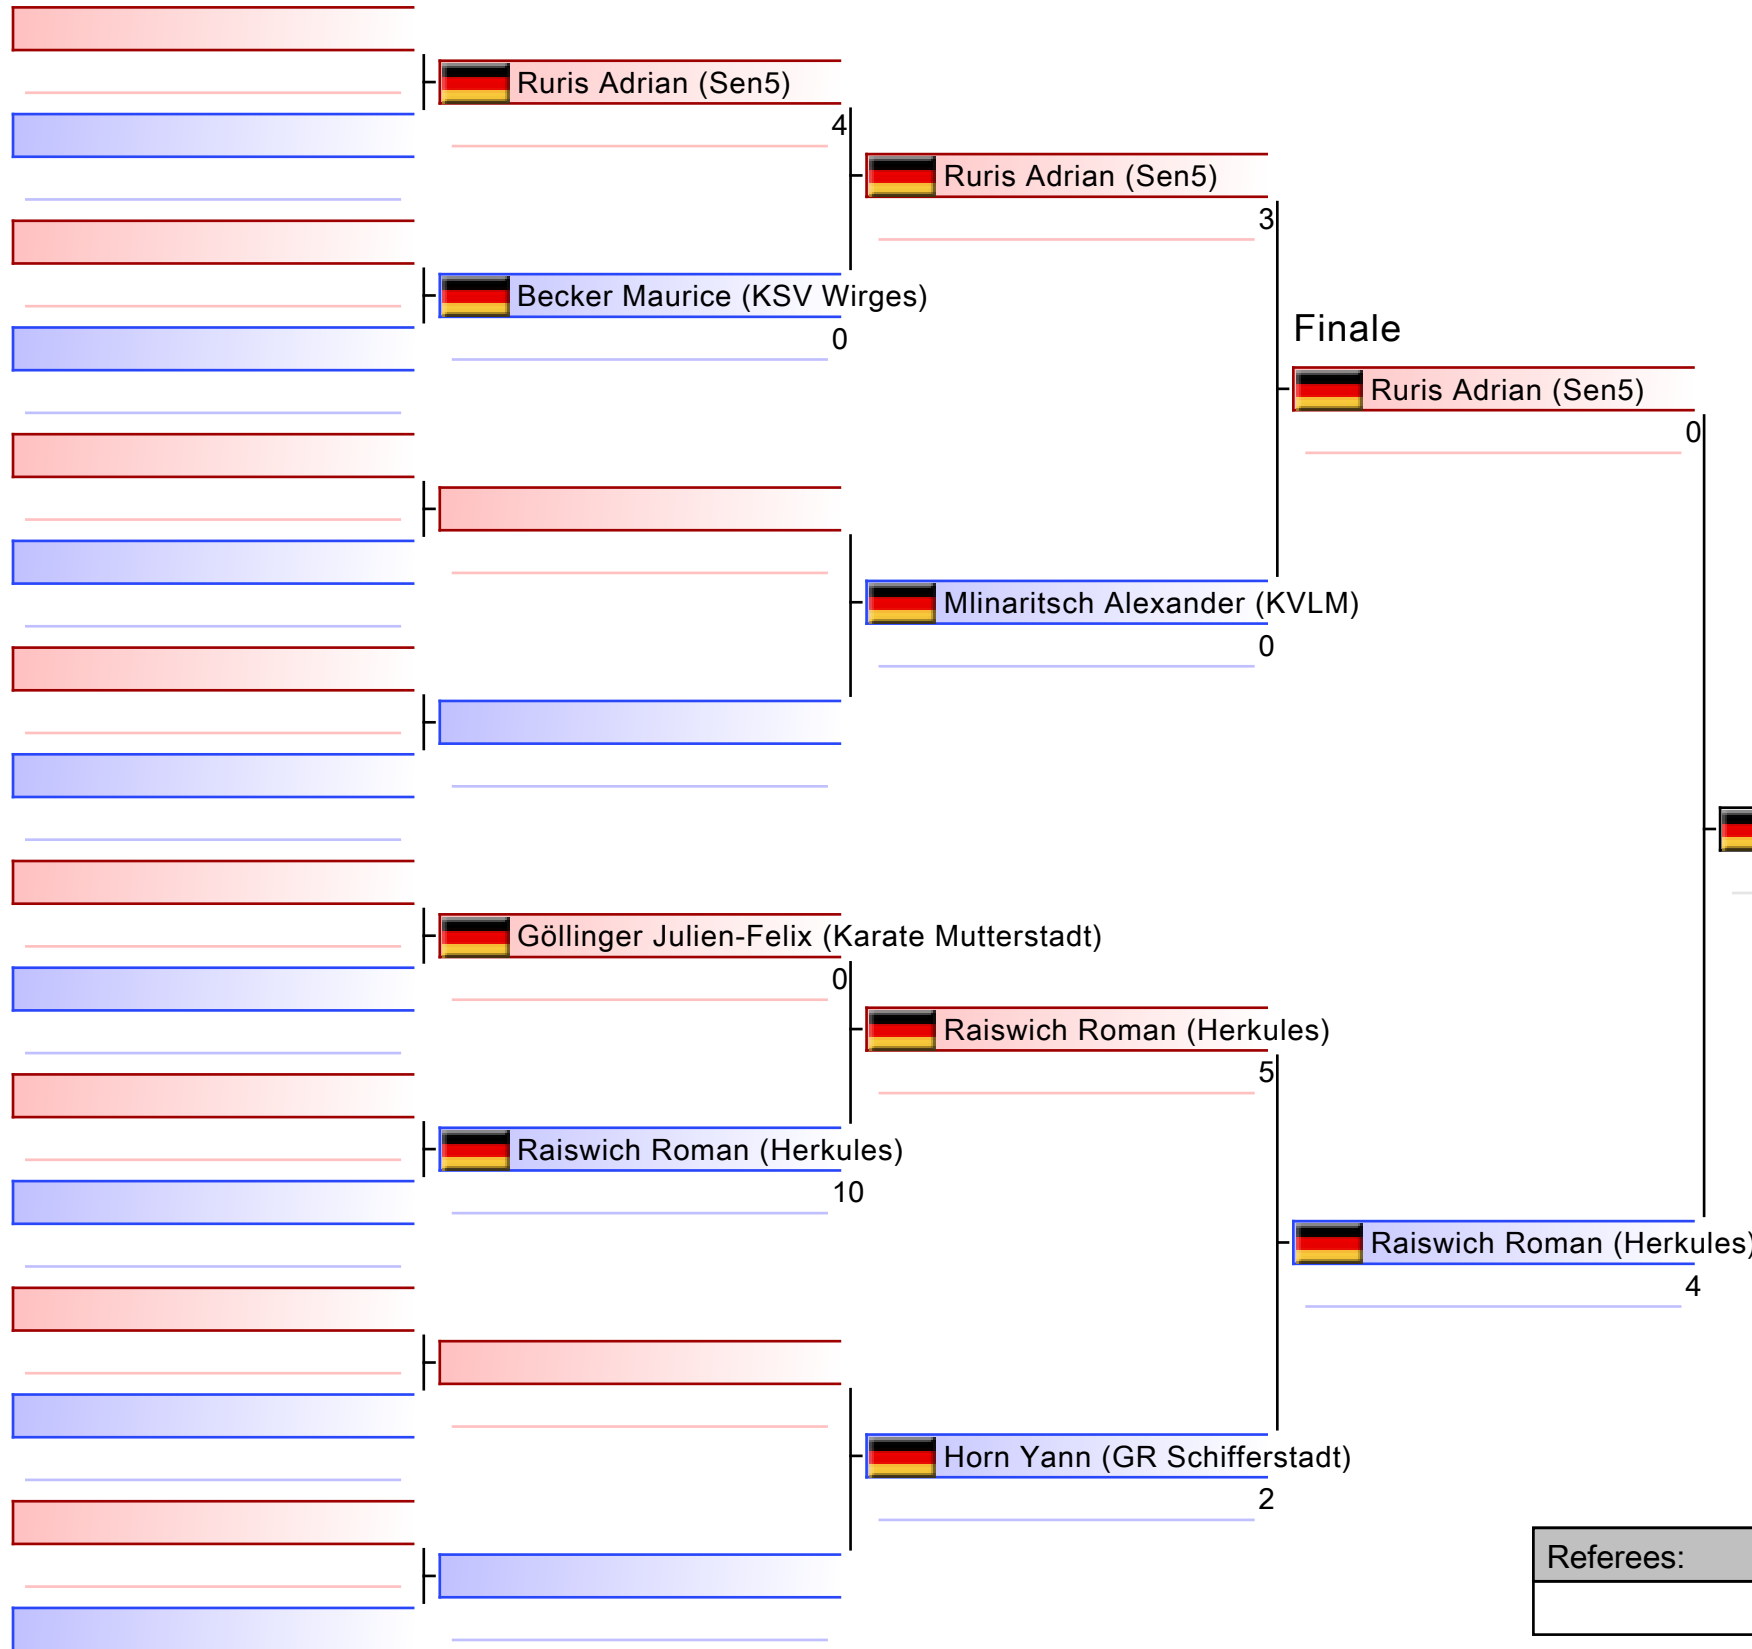 Ruris Adrian (Sen5)
4
Ruris Adrian (Sen5)
3
Becker Maurice (KSV Wirges)
0
Finale
Ruris Adrian (Sen5)
0
Mlinaritsch Alexander (KVLM)
0
Göllinger Julien-Felix (Karate Mutterstadt)
0
Raiswich Roman (Herkules)
5
Raiswich Roman (Herkules)
10
Raiswich Roman (Herkules)
4
Horn Yann (GR Schifferstadt)
2
Referees: